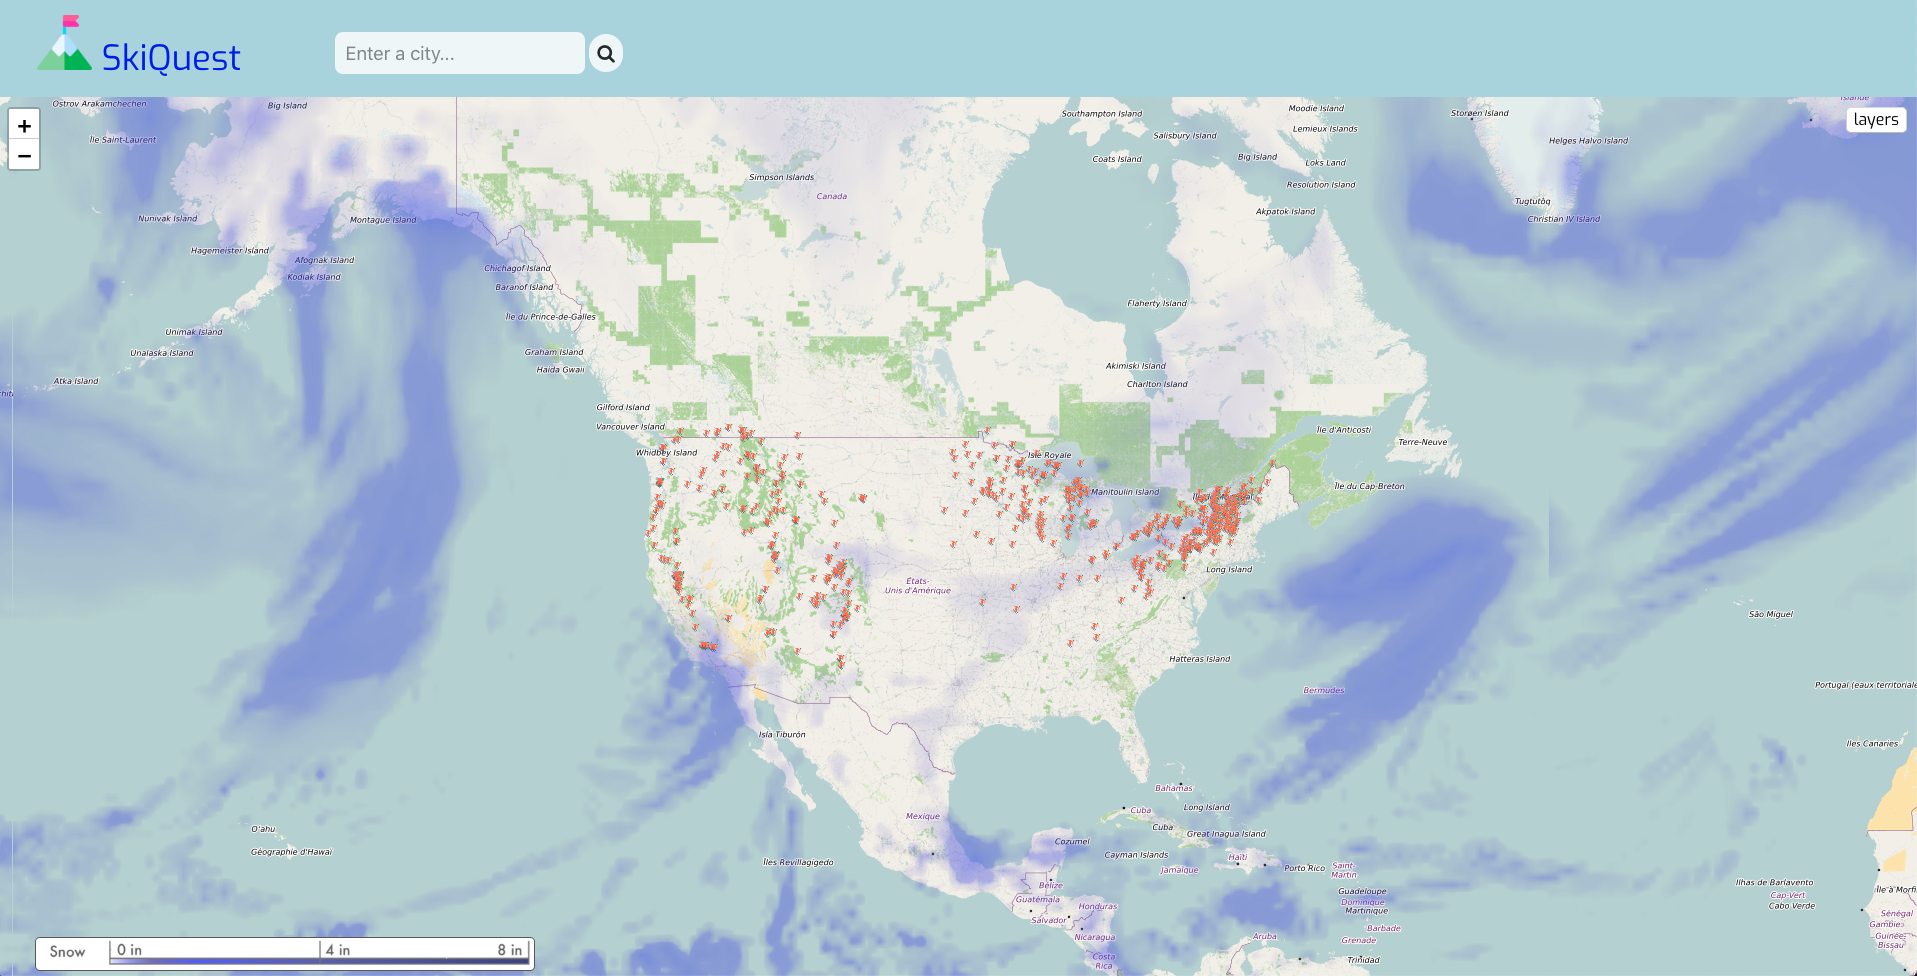 SkiQuest
Enter a city...
+
−
layers
Ostrov Arakamchechen
Big Island
Île Saint-Laurent
Southampton Island
Moodie Island
Salisbury Island
Lemieux Islands
Storøen Island
Helges Halvo Island
Coats Island
Big Island
Loks Land
Simpson Islands
Resolution Island
Canada
Tugtutôq
Christian IV Island
Nunivak Island
Montague Island
Akpatok Island
Hagemeister Island
Afognak Island
Kodiak Island
Chichagof Island
Baranof Island
Île du Prince-de-Galles
Flaherty Island
Unimak Island
Unalaska Island
Graham Island
Haida Gwaii
Atka Island
Akimiski Island
Charlton Island
Gilford Island
Vancouver Island
Île d'Anticosti
Terre-Neuve
Whidbey Island
Isle Royale
Manitoulin Island
Île du Cap-Breton
Long Island
États-
Unis d'Amérique
São Miguel
Hatteras Island
Bermudes
Portugal (eaux territoriale
Isla Tiburón
Iles Canaries
Bahamas
Long Island
Cuba
Cuba
Great Inagua Island
Mexique
O'ahu
Géographie d'Hawaï
Îles Revillagigedo
Cozumel
Cayman Islands
Haïti
Jamaïque
Porto Rico
Saint-
Martin
Belize
Guatemala
Honduras
Salvador
Nicaragua
Costa
Rica
Guadeloupe
Dominique
Martinique
Barbade
Grenade
Aruba
Trinidad
Ilhas de Barlavento
Cap-Vert
Cabo Verde
Sénégal
Gambie
Guinée-
Bissau
Snow
0 in
4 in
8 in